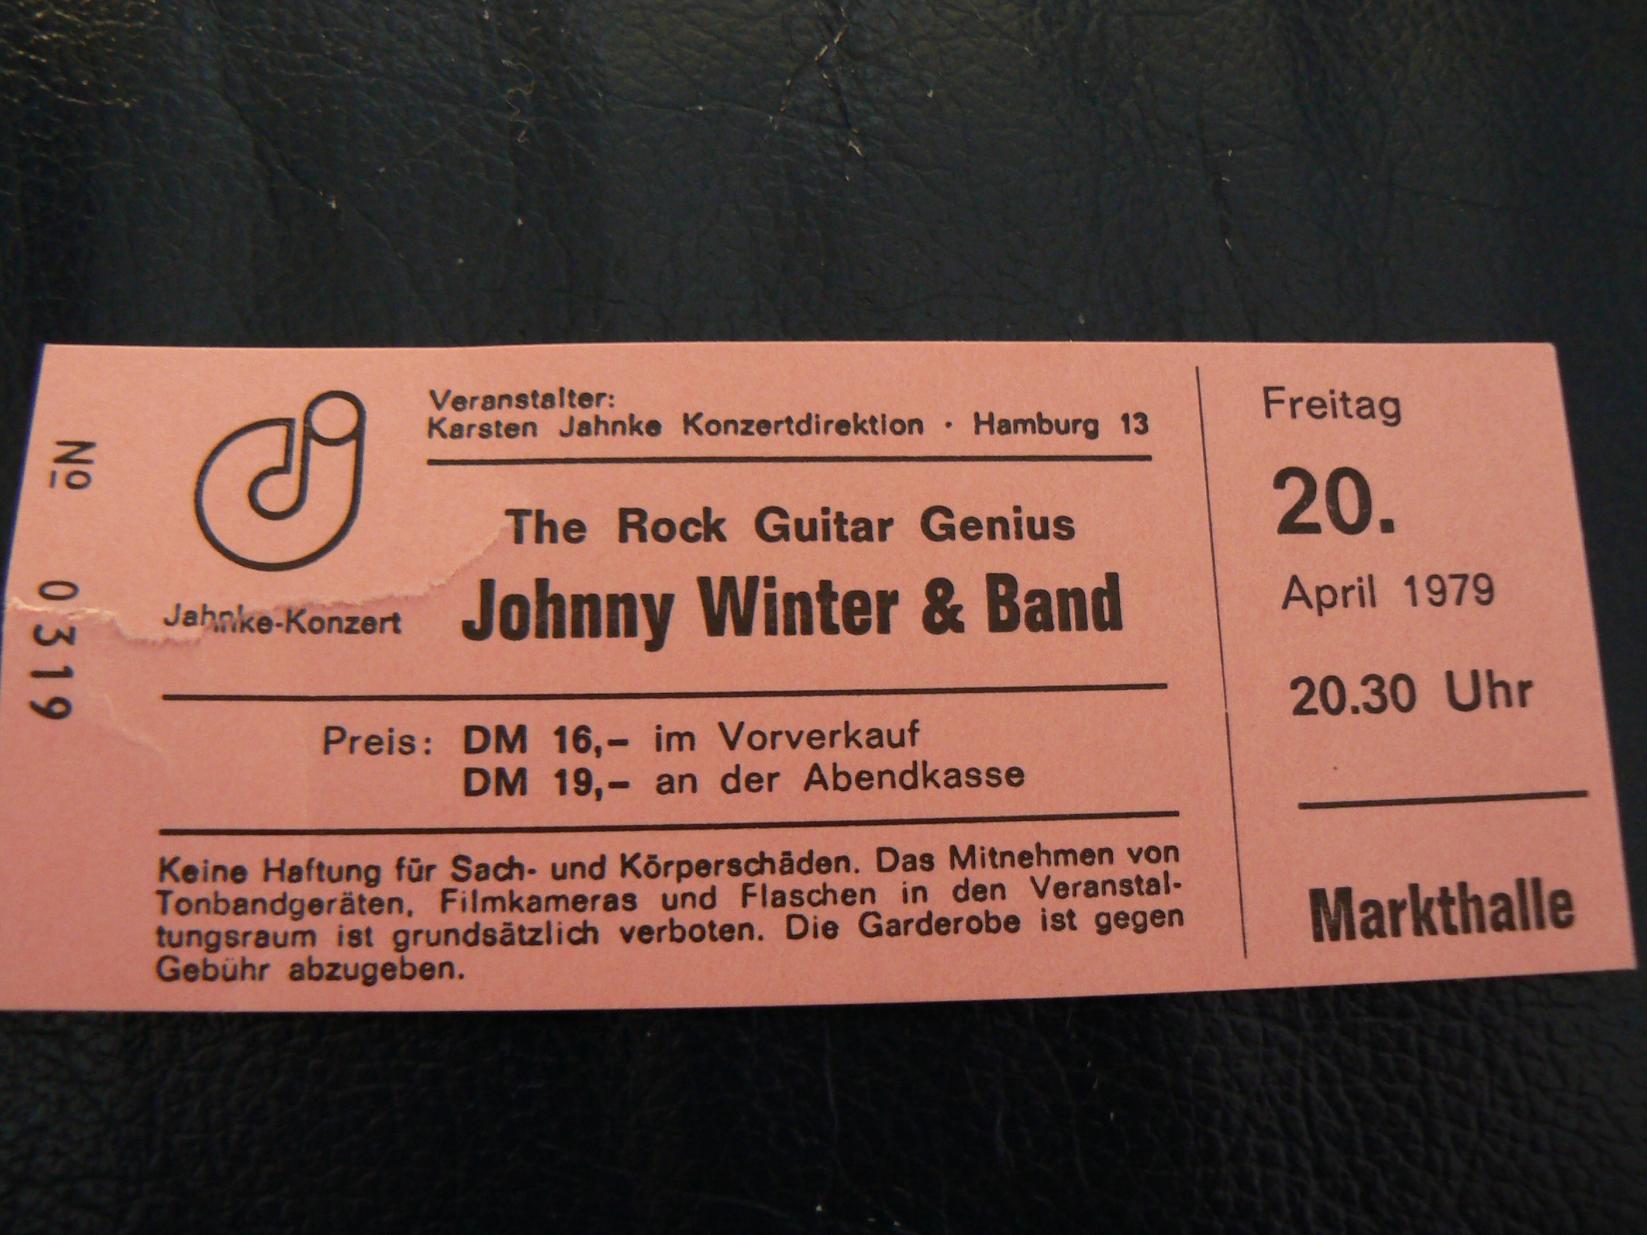 No 0319
Jahnke-Konzert
Veranstalter:
Karsten Jahnke Konzertdirektion · Hamburg 13
The Rock Guitar Genius
Johnny Winter & Band
Preis: DM 16,– im Vorverkauf
DM 19,– an der Abendkasse
Keine Haftung für Sach- und Körperschäden. Das Mitnehmen von
Tonbandgeräten, Filmkameras und Flaschen in den Veranstal-
tungsraum ist grundsätzlich verboten. Die Garderobe ist gegen
Gebühr abzugeben.
Freitag
20.
April 1979
20.30 Uhr
Markthalle